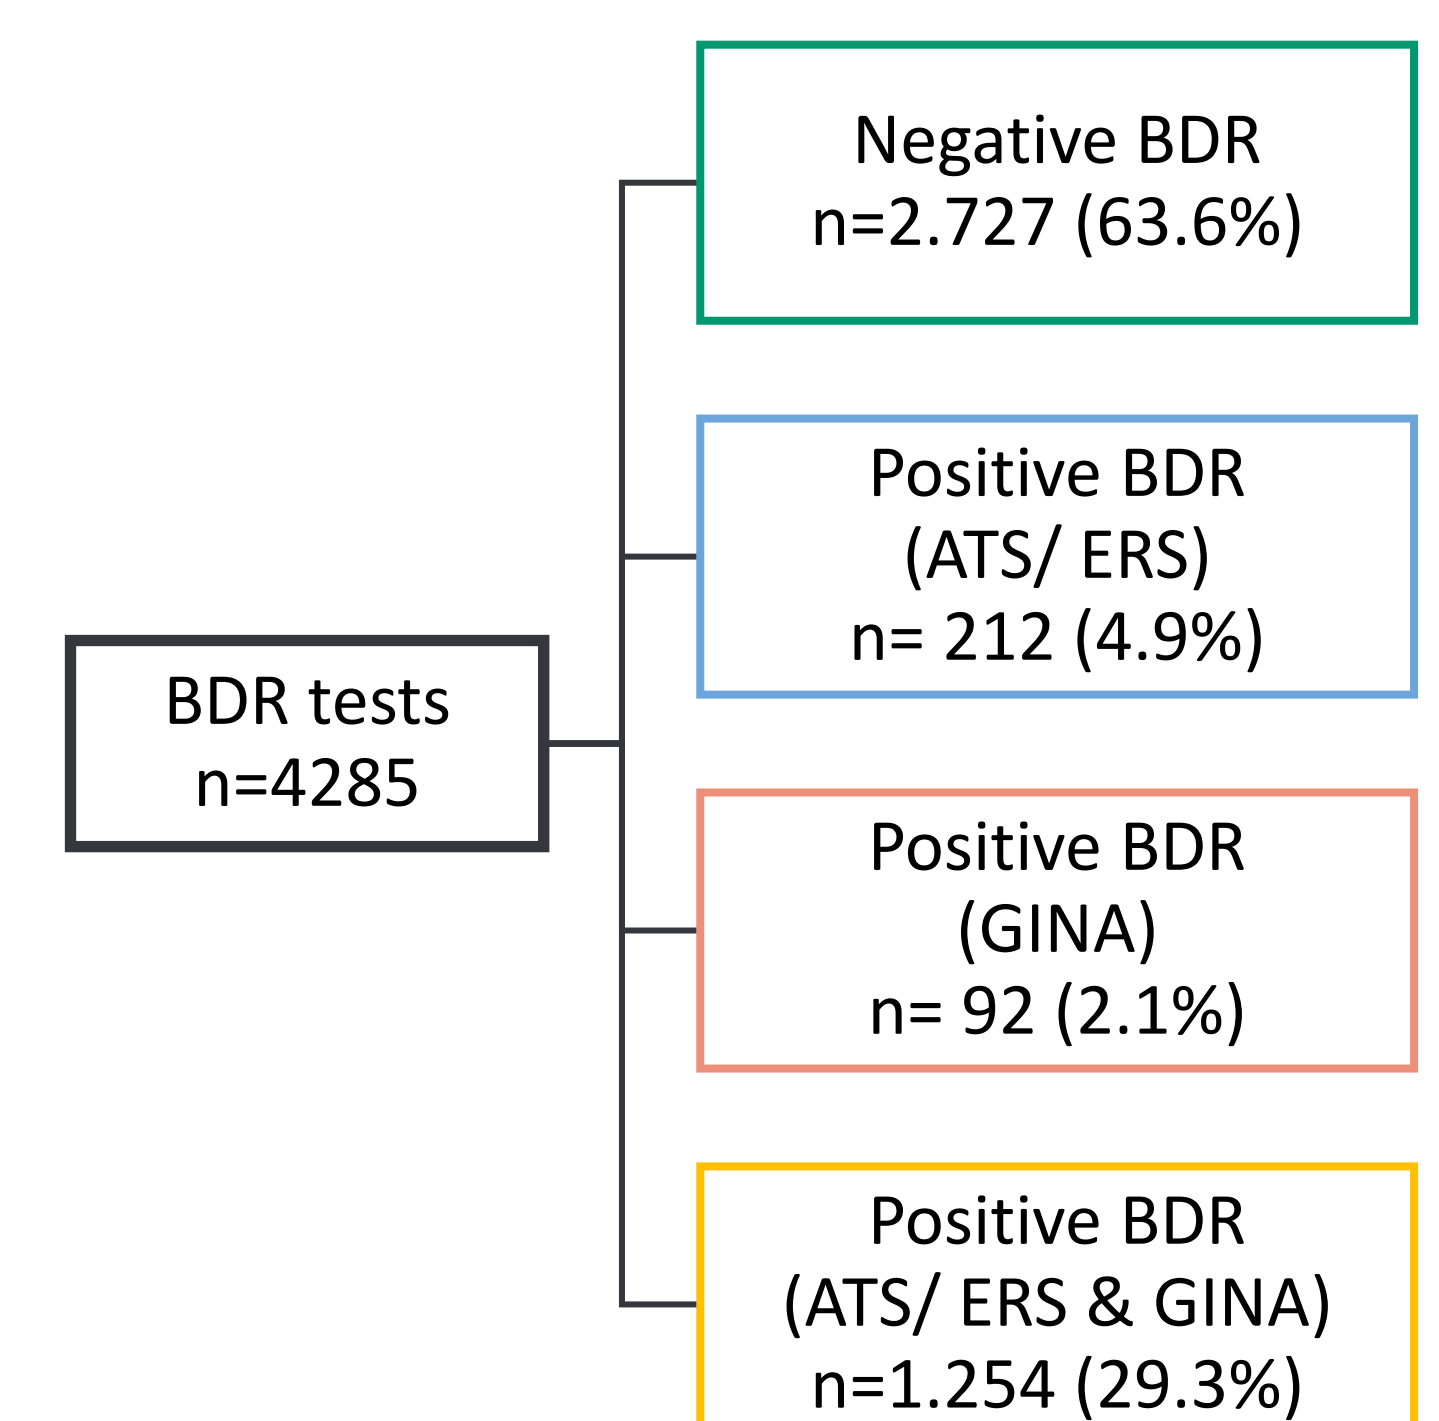 Negative BDR
n=2.727 (63.6%)
Positive BDR
(ATS/ ERS)
n= 212 (4.9%)
BDR tests
n=4285
Positive BDR
(GINA)
n= 92 (2.1%)
Positive BDR
(ATS/ ERS & GINA)
n=1.254 (29.3%)